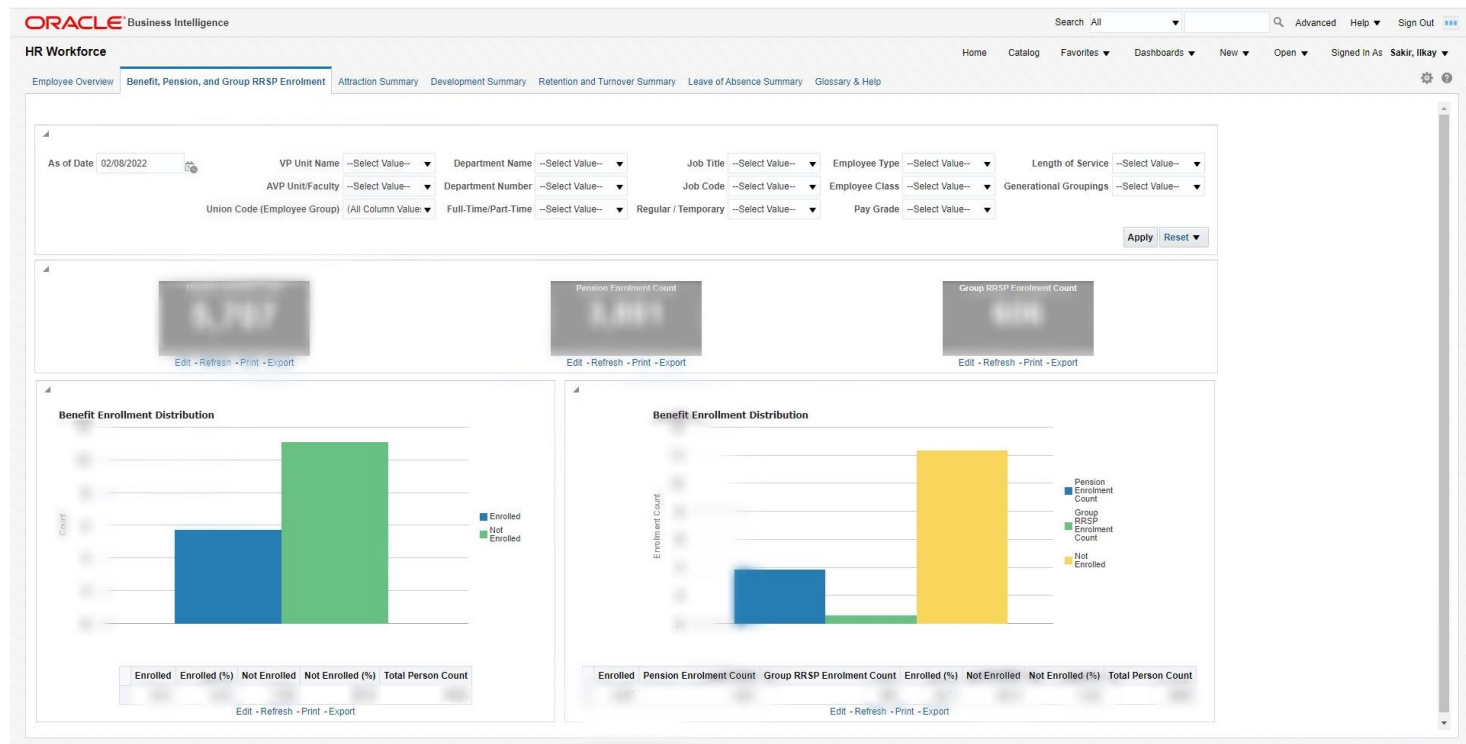 ORACLE Business Intelligence
Search All Advanced Help Sign Out
HR Workforce
Home Catalog Favorites Dashboards New Open Signed In As Sakir, Ilkay
Employee Overview Benefit, Pension, and Group RRSP Enrolment Attraction Summary Development Summary Retention and Turnover Summary Leave of Absence Summary Glossary & Help
As of Date 02/08/2022 VP Unit Name --Select Value-- Department Name --Select Value-- Job Title --Select Value-- Employee Type --Select Value-- Length of Service --Select Value--
AVP Unit/Faculty --Select Value-- Department Number --Select Value-- Job Code --Select Value-- Employee Class --Select Value-- Generational Groupings --Select Value--
Union Code (Employee Group) (All Column Value: Full-Time/Part-Time --Select Value-- Regular / Temporary --Select Value-- Pay Grade --Select Value--
Apply Reset
Pension Enrolment Count Group RRSP Enrolment Count
Edit - Refresh - Print - Export Edit - Refresh - Print - Export Edit - Refresh - Print - Export
Benefit Enrollment Distribution
Count
Enrolled
Not
Enrolled
Enrolled Enrolled (%) Not Enrolled Not Enrolled (%) Total Person Count
Edit - Refresh - Print - Export
Benefit Enrollment Distribution
Enrollment Count
Pension
Enrolment
Count
Group
RRSP
Enrolment
Count
Not
Enrolled
Enrolled Pension Enrolment Count Group RRSP Enrolment Count Enrolled (%) Not Enrolled Not Enrolled (%) Total Person Count
Edit - Refresh - Print - Export